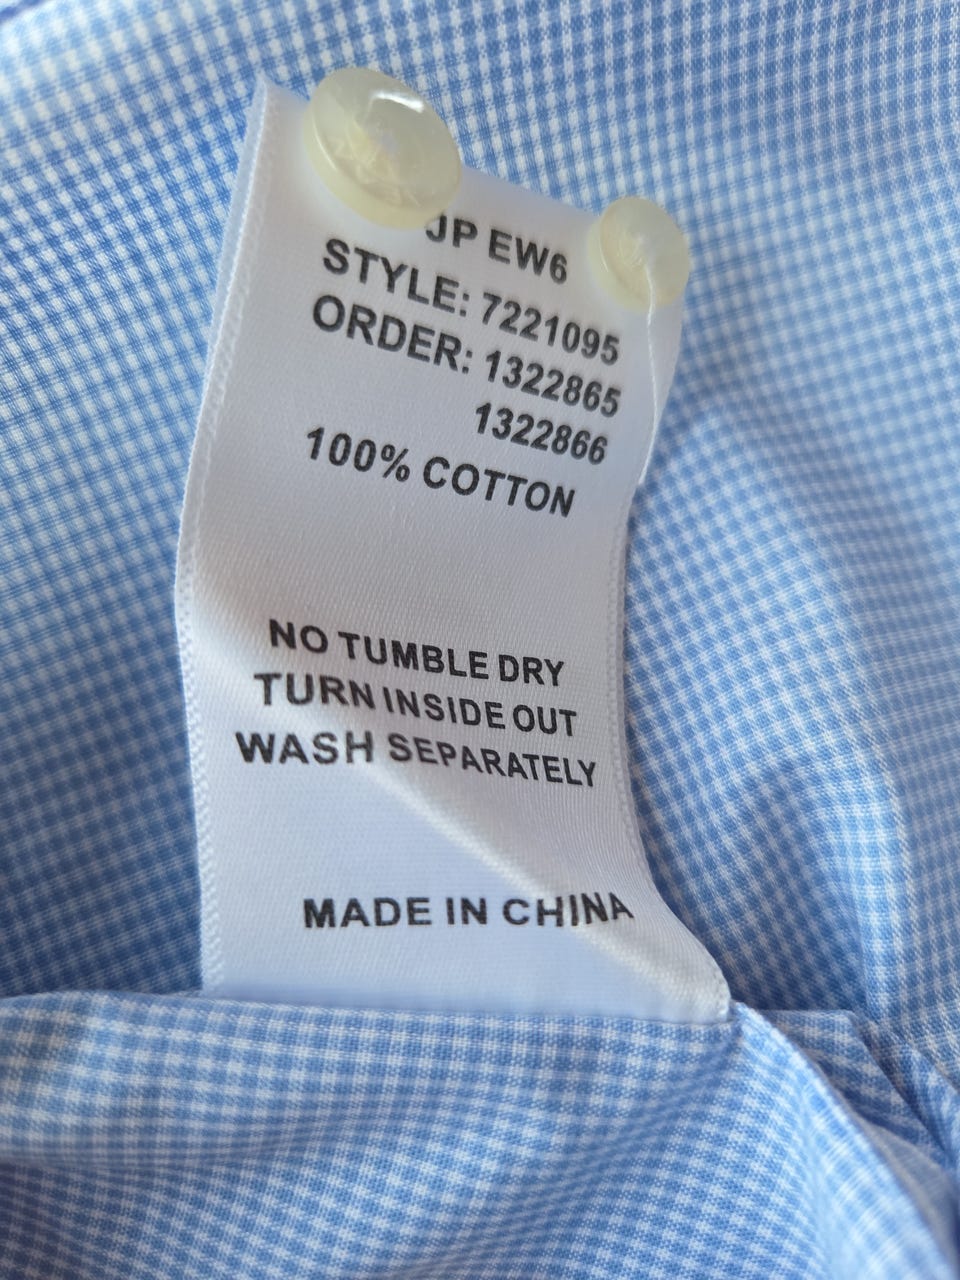 JP EW6
STYLE: 7221095
ORDER: 1322865
1322866
100% COTTON
NO TUMBLE DRY
TURN INSIDE OUT
WASH SEPARATELY
MADE IN CHINA